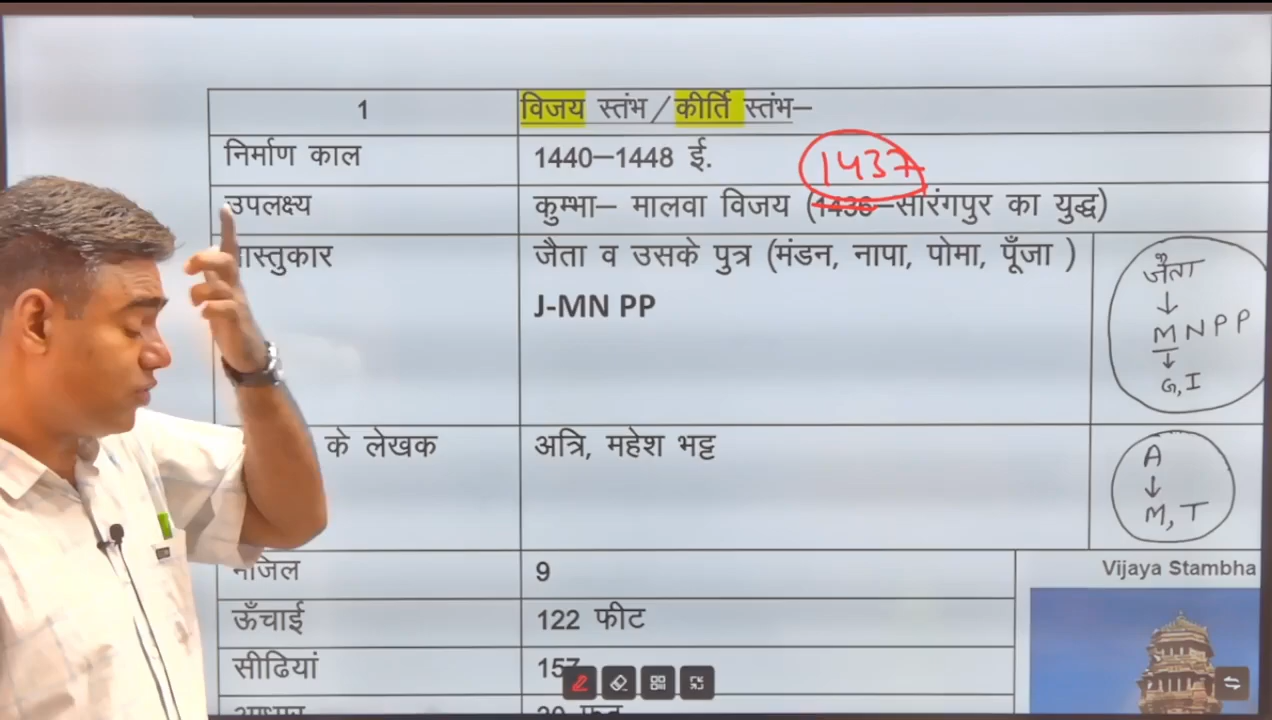 1 विजय स्तंभ / कीर्ति स्तंभ–
निर्माण काल 1440–1448 ई. 1437
उपलक्ष्य कुम्भा– मालवा विजय (1436–सारंगपुर का युद्ध)
वास्तुकार जैता व उसके पुत्र (मंडन, नापा, पोमा, पूँजा )
J-MN PP
जैता
↓
M N P P
↓
G, I
के लेखक अत्रि, महेश भट्ट
A
↓
M, T
मंजिल 9
Vijaya Stambha
ऊँचाई 122 फीट
सीढियां 157